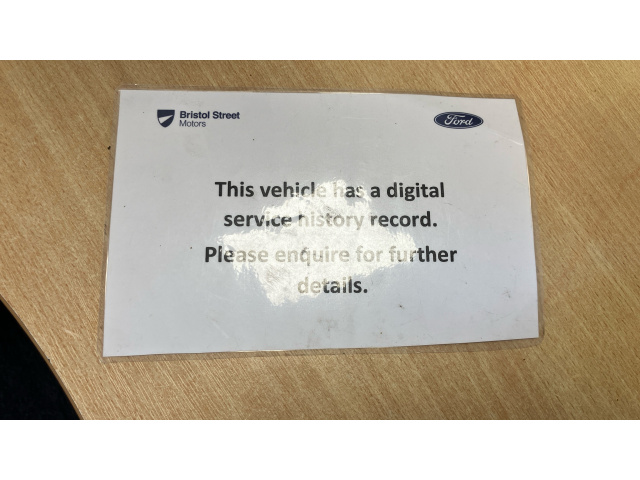 Bristol Street
Motors
Ford
This vehicle has a digital
service history record.
Please enquire for further
details.